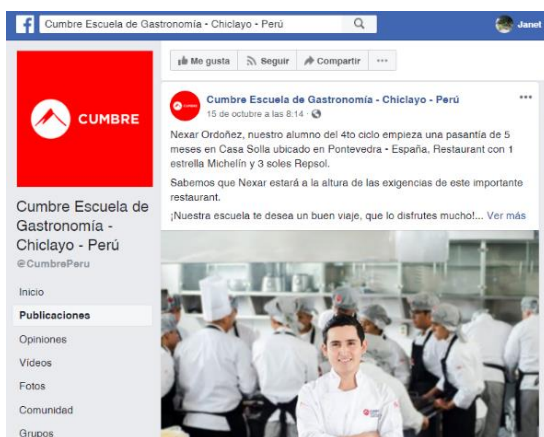 Cumbre Escuela de Gastronomía - Chiclayo - Perú
Janet
CUMBRE
Cumbre Escuela de
Gastronomía -
Chiclayo - Perú
@CumbrePeru
Inicio
Publicaciones
Opiniones
Vídeos
Fotos
Comunidad
Grupos
Me gusta
Seguir
Compartir
Cumbre Escuela de Gastronomía - Chiclayo - Perú
15 de octubre a las 8:14 ·
Nexar Ordoñez, nuestro alumno del 4to ciclo empieza una pasantía de 5
meses en Casa Solla ubicado en Pontevedra - España. Restaurant con 1
estrella Michelín y 3 soles Repsol.
Sabemos que Nexar estará a la altura de las exigencias de este importante
restaurant.
¡Nuestra escuela te desea un buen viaje, que lo disfrutes mucho!... Ver más